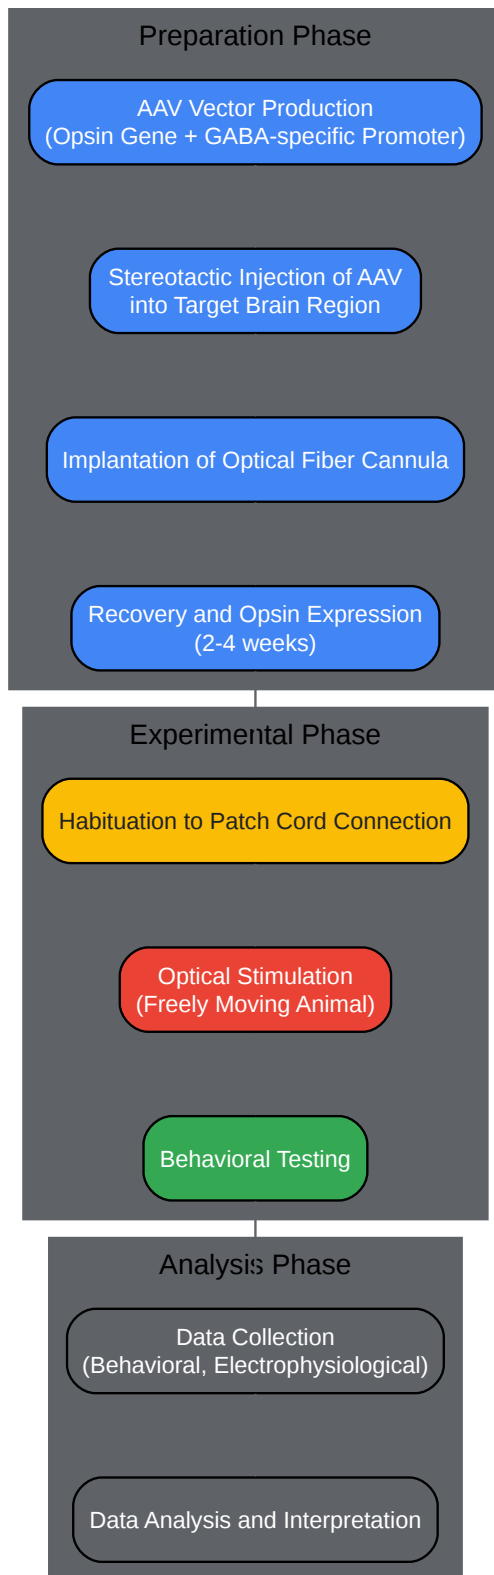 Preparation Phase
AAV Vector Production
(Opsin Gene + GABA-specific Promoter)
Stereotactic Injection of AAV
into Target Brain Region
Implantation of Optical Fiber Cannula
Recovery and Opsin Expression
(2-4 weeks)
Experimental Phase
Habituation to Patch Cord Connection
Optical Stimulation
(Freely Moving Animal)
Behavioral Testing
Analysis Phase
Data Collection
(Behavioral, Electrophysiological)
Data Analysis and Interpretation